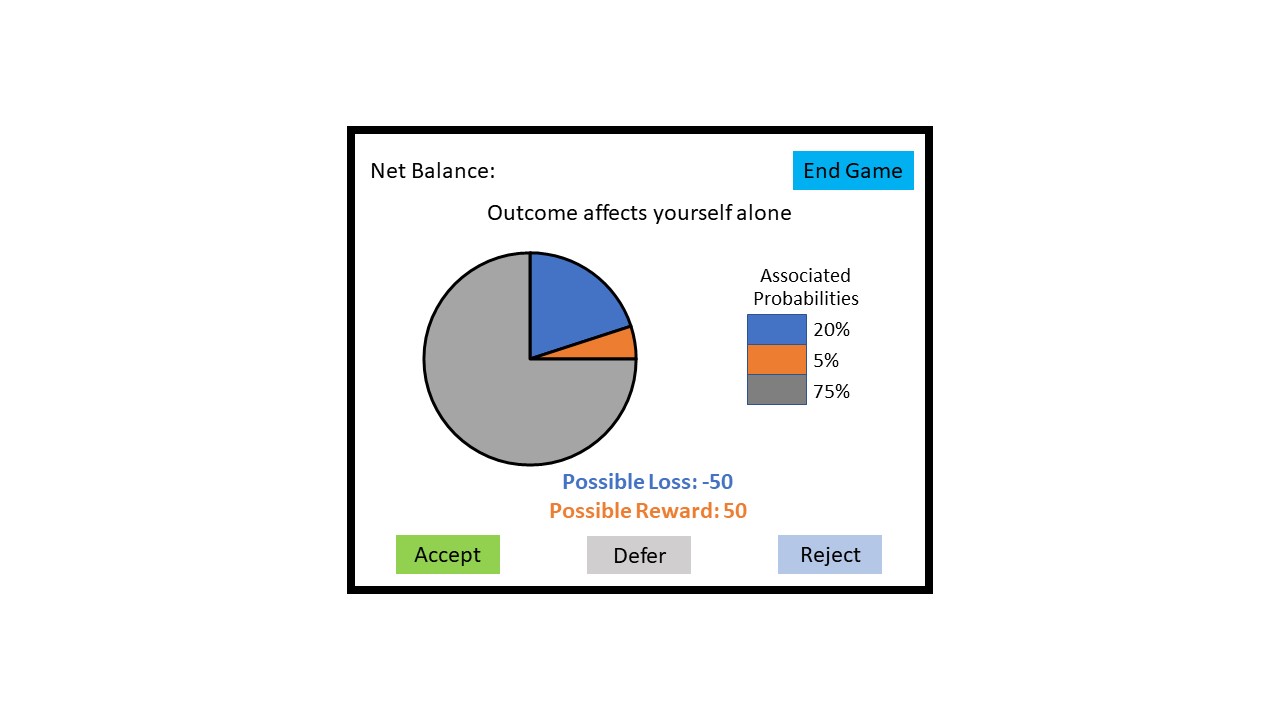 Net Balance:
End Game
Outcome affects yourself alone
Associated
Probabilities
20%
5%
75%
Possible Loss: -50
Possible Reward: 50
Accept
Defer
Reject